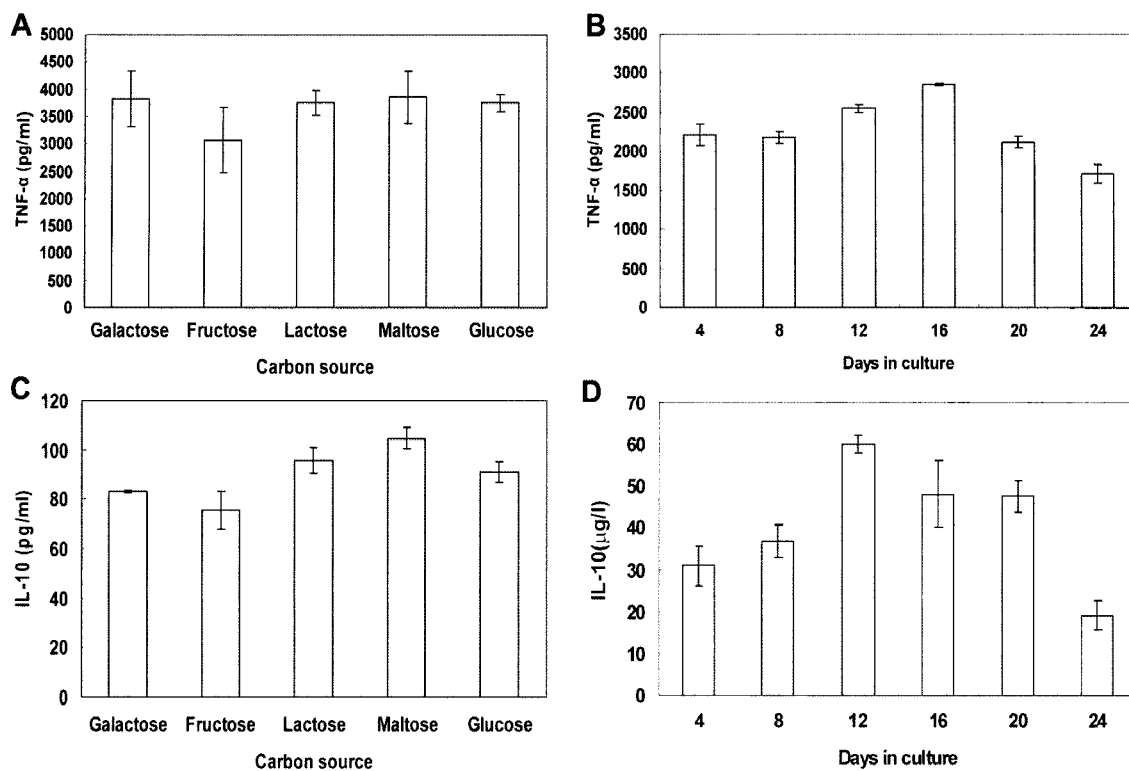 A
5000
4500
4000
3500
3000
2500
2000
1500
1000
500
0
TNF-α (pg/ml)
Galactose Fructose Lactose Maltose Glucose
Carbon source
B
3500
3000
2500
2000
1500
1000
500
0
TNF-α (pg/ml)
4 8 12 16 20 24
Days in culture
C
120
100
80
60
40
20
0
IL-10 (pg/ml)
Galactose Fructose Lactose Maltose Glucose
Carbon source
D
70
60
50
40
30
20
10
0
IL-10(μg/l)
4 8 12 16 20 24
Days in culture